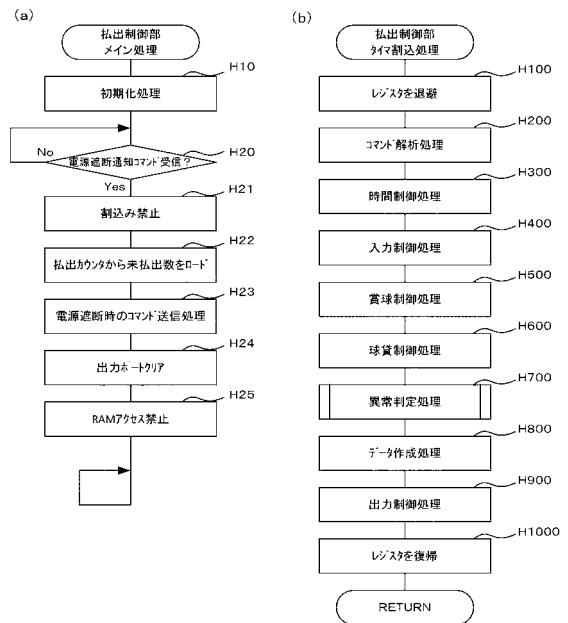 (a)
払出制御部
メイン処理
H10
初期化処理
No
電源遮断通知コマンド受信?
H20
Yes
H21
割込み禁止
H22
払出カウンタから未払出数をロード
H23
電源遮断時のコマンド送信処理
H24
出力ポートクリア
H25
RAMアクセス禁止
(b)
払出制御部
タイマ割込処理
H100
レジスタを退避
H200
コマンド解析処理
H300
時間制御処理
H400
入力制御処理
H500
賞球制御処理
H600
球貸制御処理
H700
異常判定処理
H800
データ作成処理
H900
出力制御処理
H1000
レジスタを復帰
RETURN